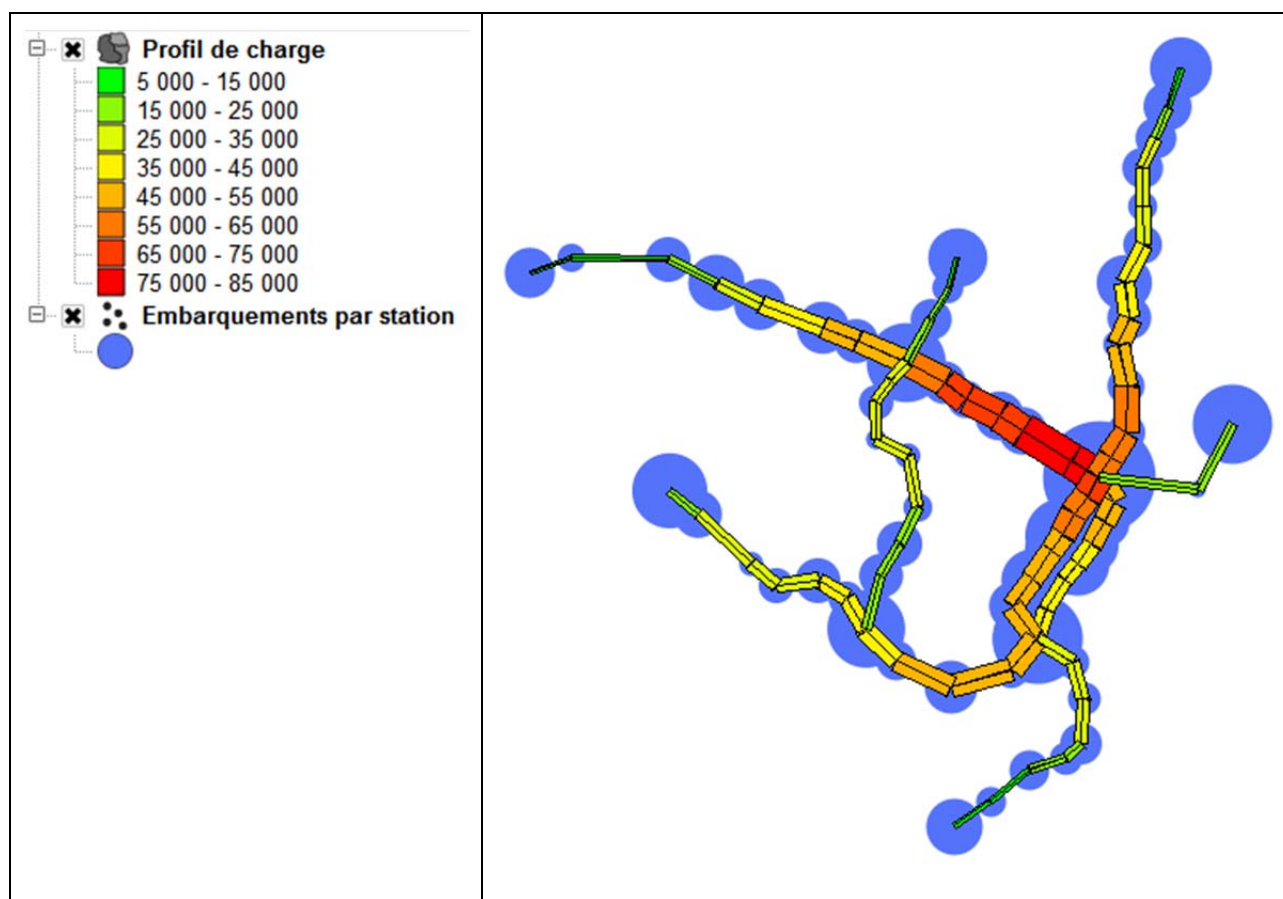 Profil de charge
5 000 - 15 000
15 000 - 25 000
25 000 - 35 000
35 000 - 45 000
45 000 - 55 000
55 000 - 65 000
65 000 - 75 000
75 000 - 85 000
Embarquements par station